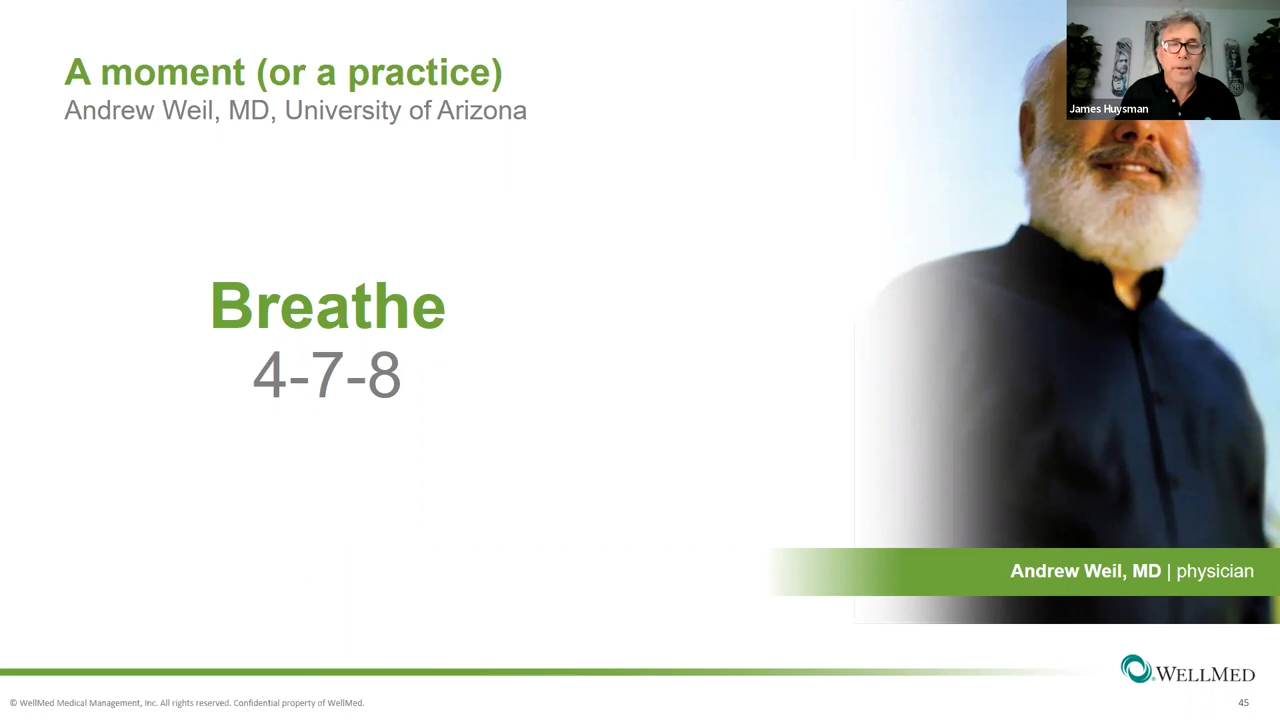 A moment (or a practice)
Andrew Weil, MD, University of Arizona
James Huysman
Breathe
4-7-8
Andrew Weil, MD | physician
WELLMED
© WellMed Medical Management, Inc. All rights reserved. Confidential property of WellMed.
45